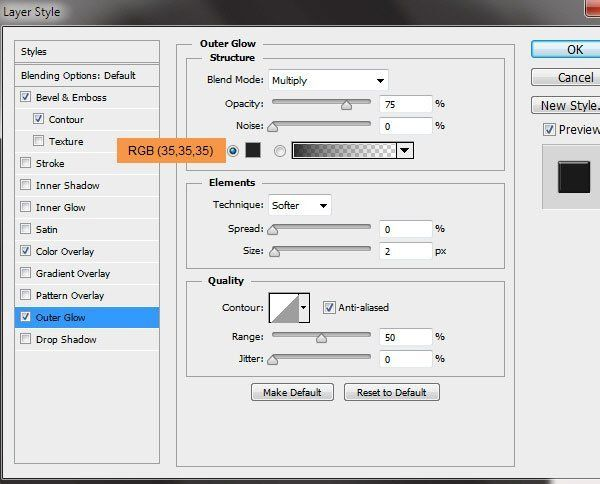 Layer Style
Styles
Blending Options: Default
Bevel & Emboss
Contour
Texture
Stroke
Inner Shadow
Inner Glow
Satin
Color Overlay
Gradient Overlay
Pattern Overlay
Outer Glow
Drop Shadow
Outer Glow
Structure
Blend Mode: Multiply
Opacity: 75 %
Noise: 0 %
RGB (35,35,35)
Elements
Technique: Softer
Spread: 0 %
Size: 2 px
Quality
Contour: Anti-aliased
Range: 50 %
Jitter: 0 %
Make Default Reset to Default
OK
Cancel
New Style..
Preview